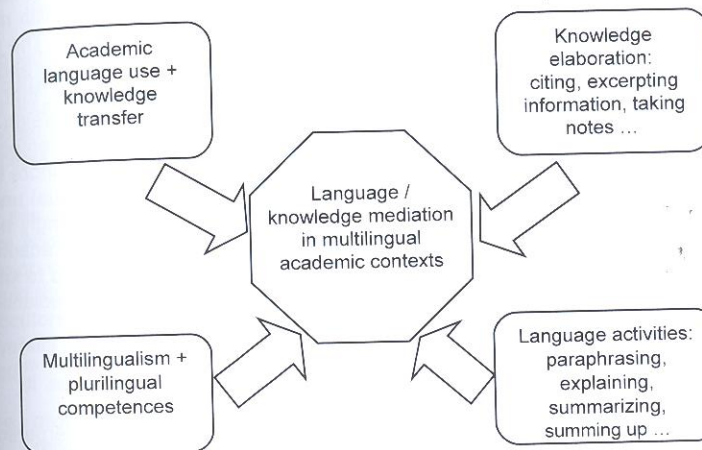 Academic
language use +
knowledge
transfer
Knowledge
elaboration:
citing, excerpting
information, taking
notes ...
Language /
knowledge mediation
in multilingual
academic contexts
Multilingualism +
plurilingual
competences
Language activities:
paraphrasing,
explaining,
summarizing,
summing up ...